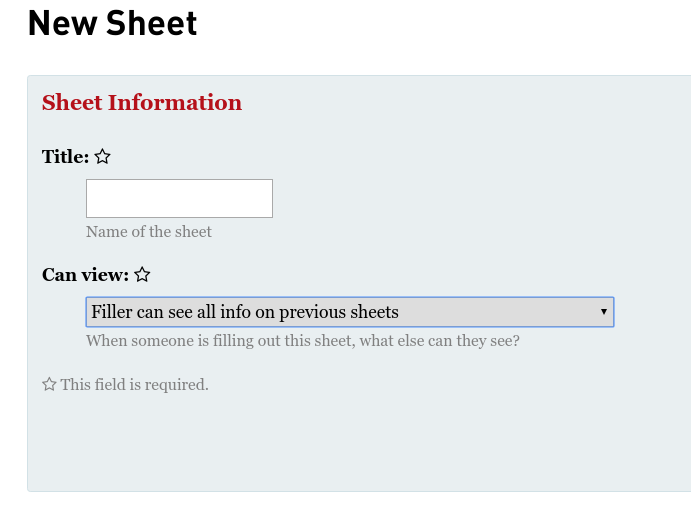 New Sheet
Sheet Information
Title: ☆
Name of the sheet
Can view: ☆
Filler can see all info on previous sheets
When someone is filling out this sheet, what else can they see?
☆ This field is required.